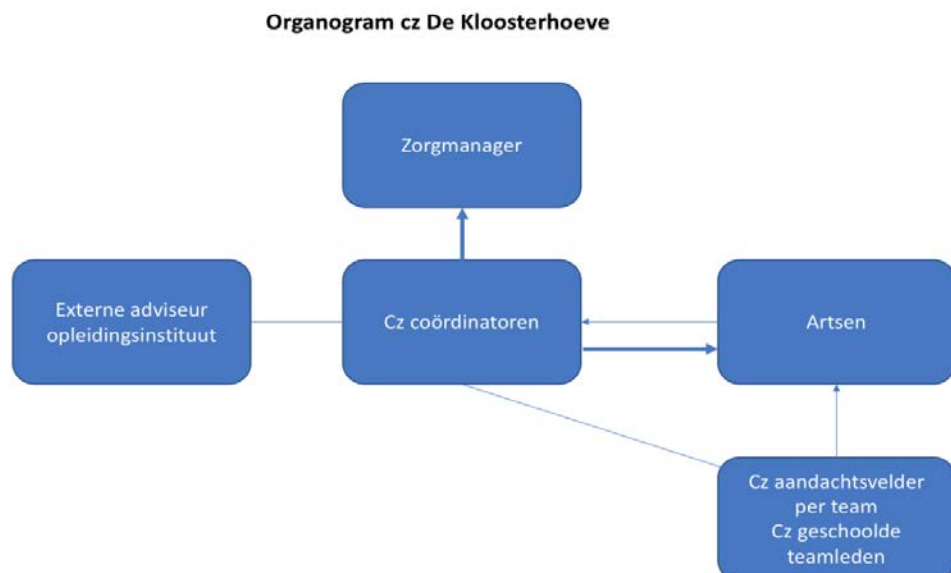 Organogram cz De Kloosterhoeve
Zorgmanager
Externe adviseur
opleidingsinstituut
Cz coördinatoren
Artsen
Cz aandachtsvelder
per team
Cz geschoolde
teamleden